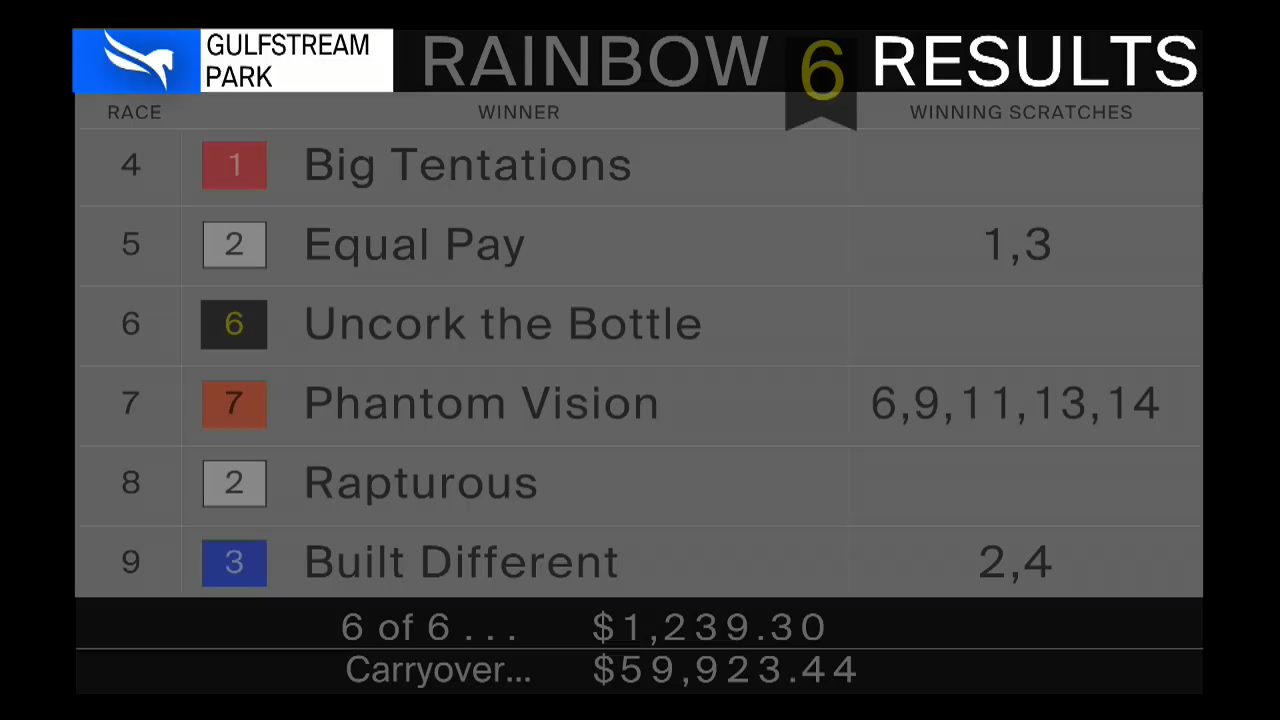 GULFSTREAM
PARK
RAINBOW 6 RESULTS
RACE WINNER WINNING SCRATCHES
4 1 Big Tentations
5 2 Equal Pay 1,3
6 6 Uncork the Bottle
7 7 Phantom Vision 6,9,11,13,14
8 2 Rapturous
9 3 Built Different 2,4
6 of 6 ... $1,239.30
Carryover... $59,923.44